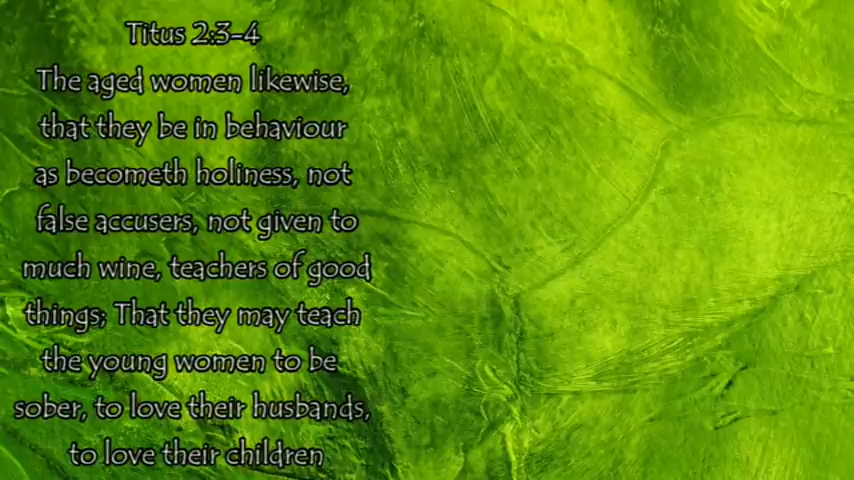 Titus 2:3-4
The aged women likewise,
that they be in behaviour
as becometh holiness, not
false accusers, not given to
much wine, teachers of good
things; That they may teach
the young women to be
sober, to love their husbands,
to love their children